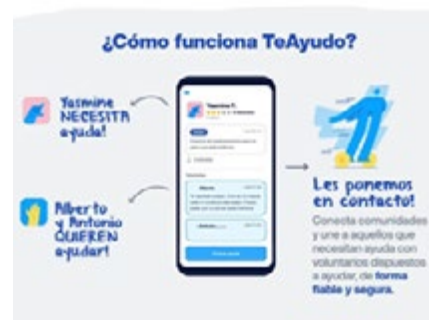 ¿Cómo funciona TeAyudo?
Yasmine
NECESITA
ayuda!
Alberto
y Antonio
QUIEREN
ayudar!
Yasmine F.
Les ponemos
en contacto!
Conecta comunidades
y une a aquellos que
necesitan ayuda con
voluntarios dispuestos
a ayudar, de forma
fiable y segura.